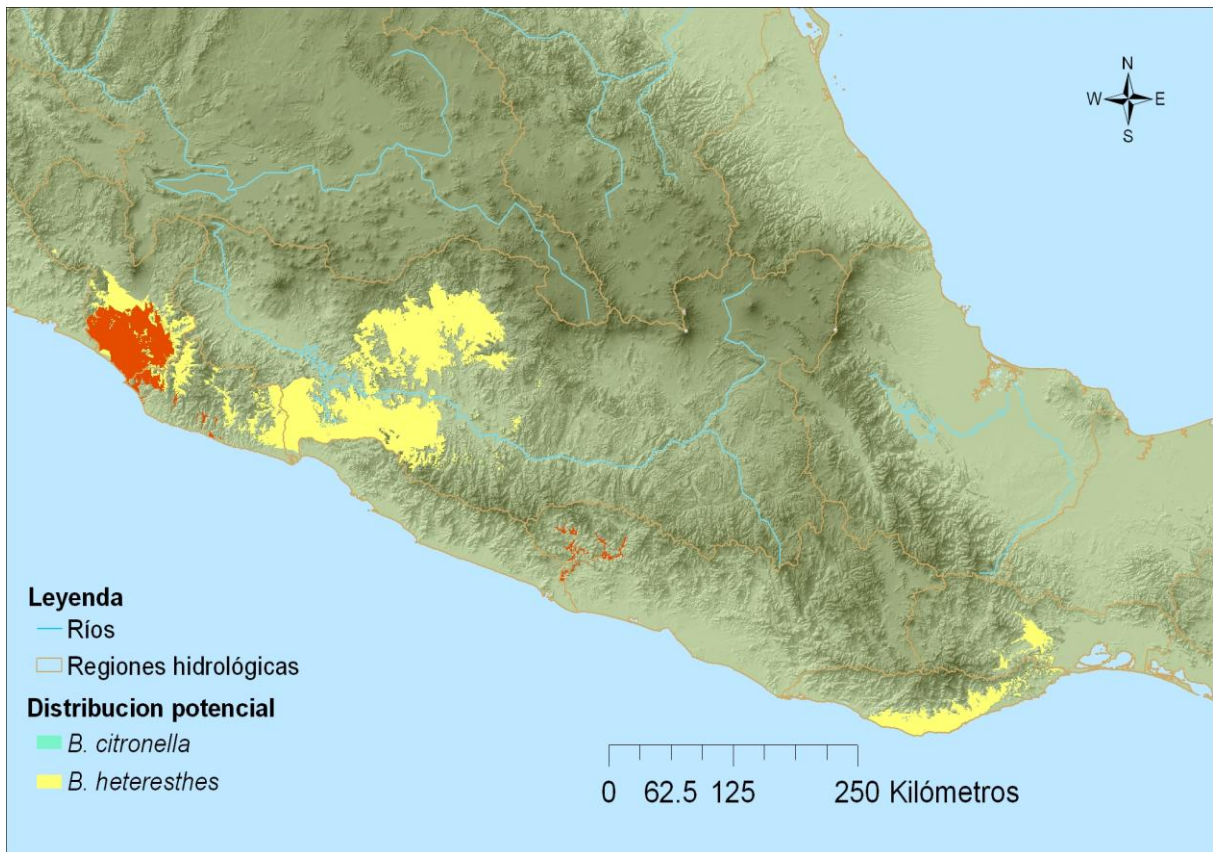 N
W E
S
Leyenda
Ríos
Regiones hidrológicas
Distribucion potencial
B. citronella
B. heteresthes
0 62.5 125 250 Kilómetros